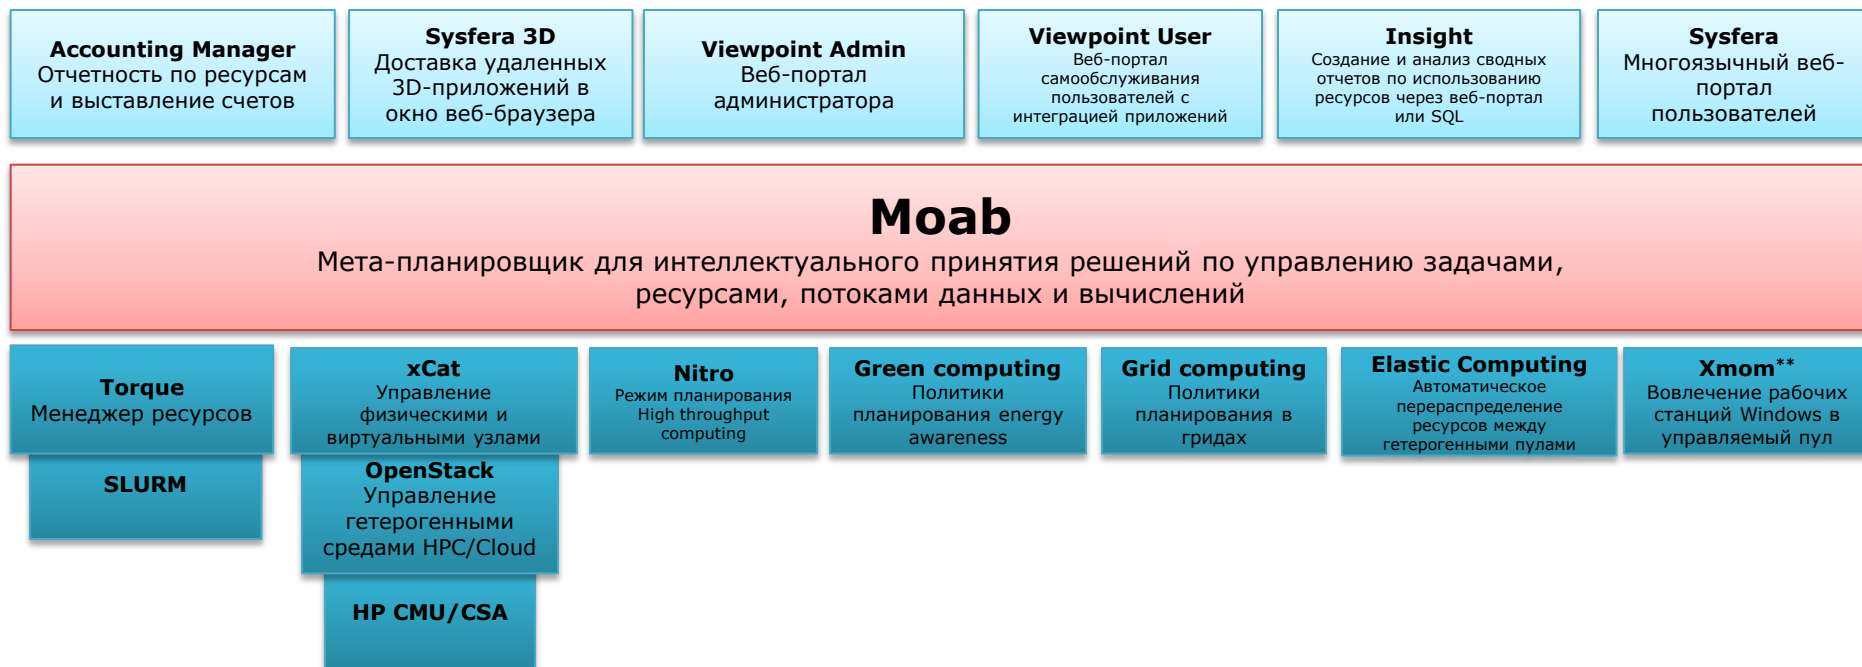 Accounting Manager
Отчетность по ресурсам
и выставление счетов
Sysfera 3D
Доставка удаленных
3D-приложений в
окно веб-браузера
Viewpoint Admin
Веб-портал
администратора
Viewpoint User
Веб-портал
самообслуживания
пользователей с
интеграцией приложений
Insight
Создание и анализ сводных
отчетов по использованию
ресурсов через веб-портал
или SQL
Sysfera
Многоязычный веб-
портал
пользователей
Moab
Мета-планировщик для интеллектуального принятия решений по управлению задачами,
ресурсами, потоками данных и вычислений
Torque
Менеджер ресурсов
SLURM
xCat
Управление
физическими и
виртуальными узлами
OpenStack
Управление
гетерогенными
средами HPC/Cloud
HP CMU/CSA
Nitro
Режим планирования
High throughput
computing
Green computing
Политики
планирования energy
awareness
Grid computing
Политики
планирования в
гридах
Elastic Computing
Автоматическое
перераспределение
ресурсов между
гетерогенными пулами
Xmom**
Вовлечение рабочих
станций Windows в
управляемый пул